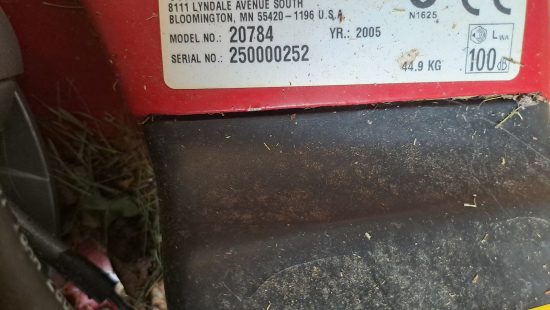 8111 LYNDALE AVENUE SOUTH
BLOOMINGTON, MN 55420-1196 U.S.A.
N1625
MODEL NO.: 20784 YR.: 2005
SERIAL NO.: 250000252
LWA
44.9 KG
100dB